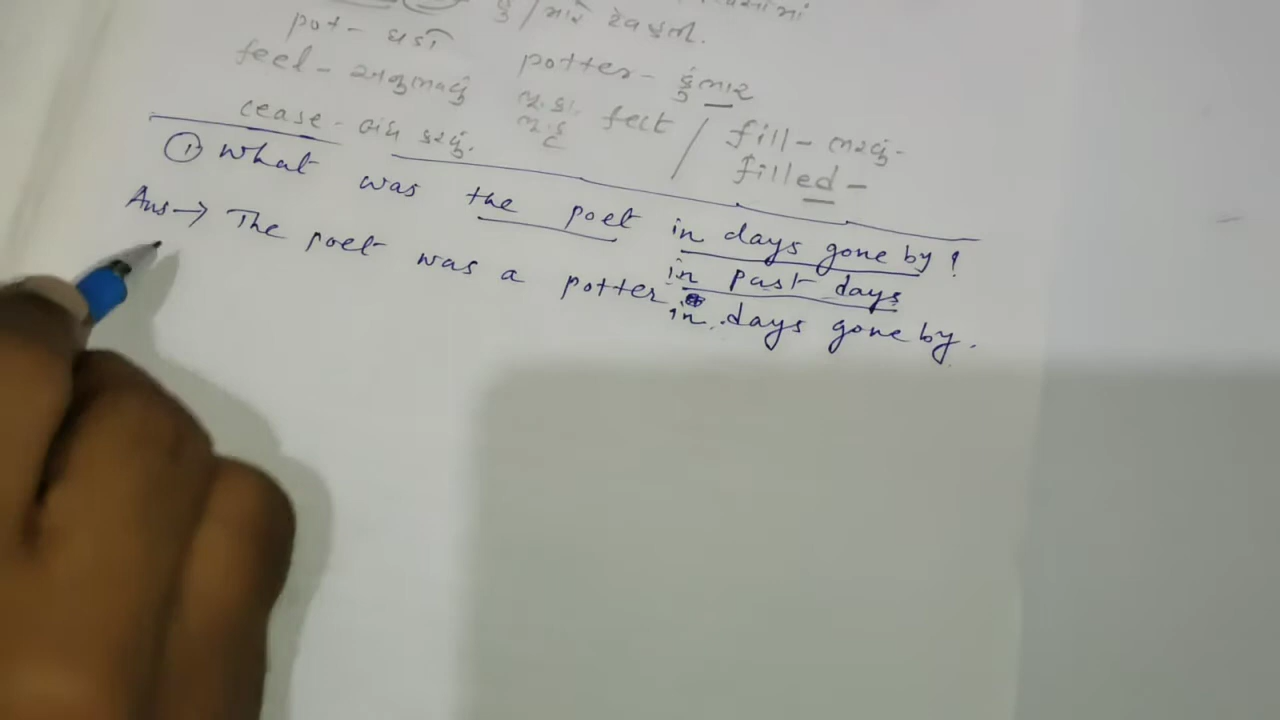 કું / માટે ટેવ હતી.
pot - ઘડો
potter - કુંભાર
feel - અનુભવવું
ભૂ.કા. felt / fill - ભરવું-
ભૂ.કૃ
cease - બંધ કરવું.
filled -
① What was the poet in days gone by?
in past days
Ans → The poet was a potter in days gone by.